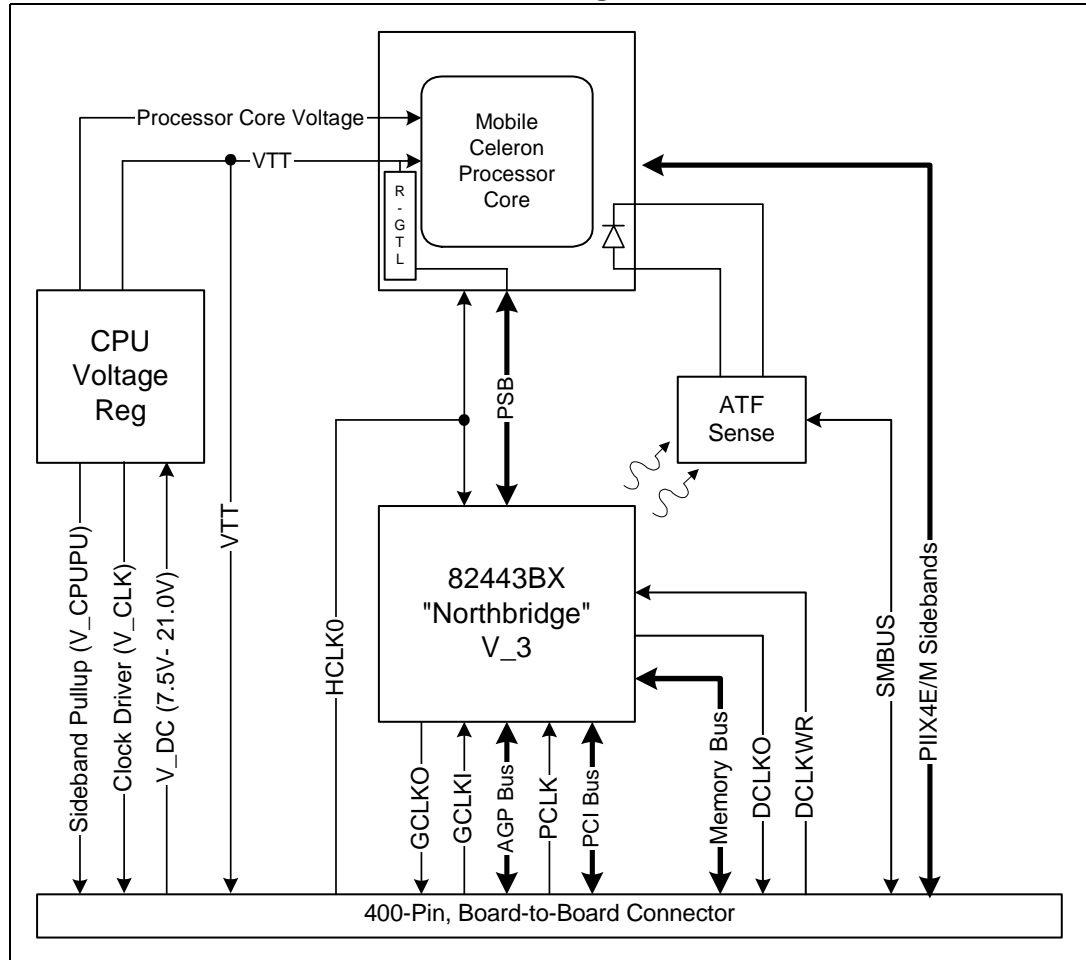 Processor Core Voltage
VTT
Mobile
Celeron
Processor
Core
R
-
G
T
L
CPU
Voltage
Reg
PSB
ATF
Sense
82443BX
"Northbridge"
V_3
Sideband Pullup (V_CPUPU)
Clock Driver (V_CLK)
V_DC (7.5V- 21.0V)
VTT
HCLK0
GCLKO
GCLKI
AGP Bus
PCLK
PCI Bus
Memory Bus
DCLKO
DCLKWR
SMBUS
PIIX4E/M Sidebands
400-Pin, Board-to-Board Connector